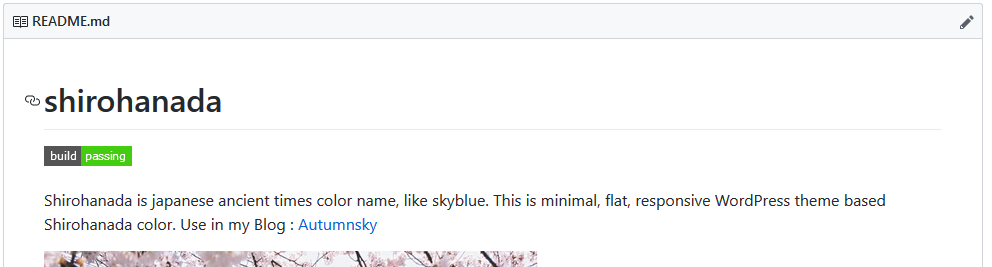 README.md
shirohanada
build passing
Shirohanada is japanese ancient times color name, like skyblue. This is minimal, flat, responsive WordPress theme based
Shirohanada color. Use in my Blog : Autumnsky